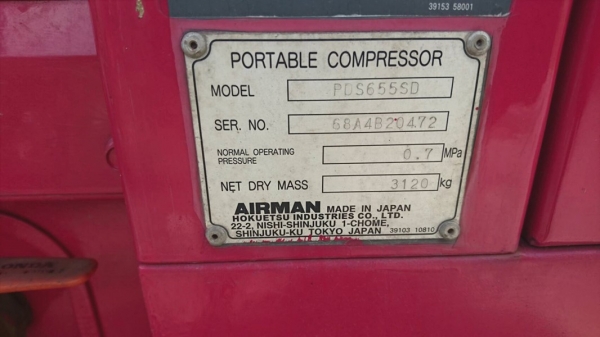 39153 58001
PORTABLE COMPRESSOR
MODEL PDS655SD
SER. NO. 68A4B20472
NORMAL OPERATING PRESSURE 0.7 MPa
NET DRY MASS 3120 kg
AIRMAN MADE IN JAPAN
HOKUETSU INDUSTRIES CO., LTD.
22-2, NISHI-SHINJUKU 1-CHOME,
SHINJUKU-KU TOKYO JAPAN 39103 10810